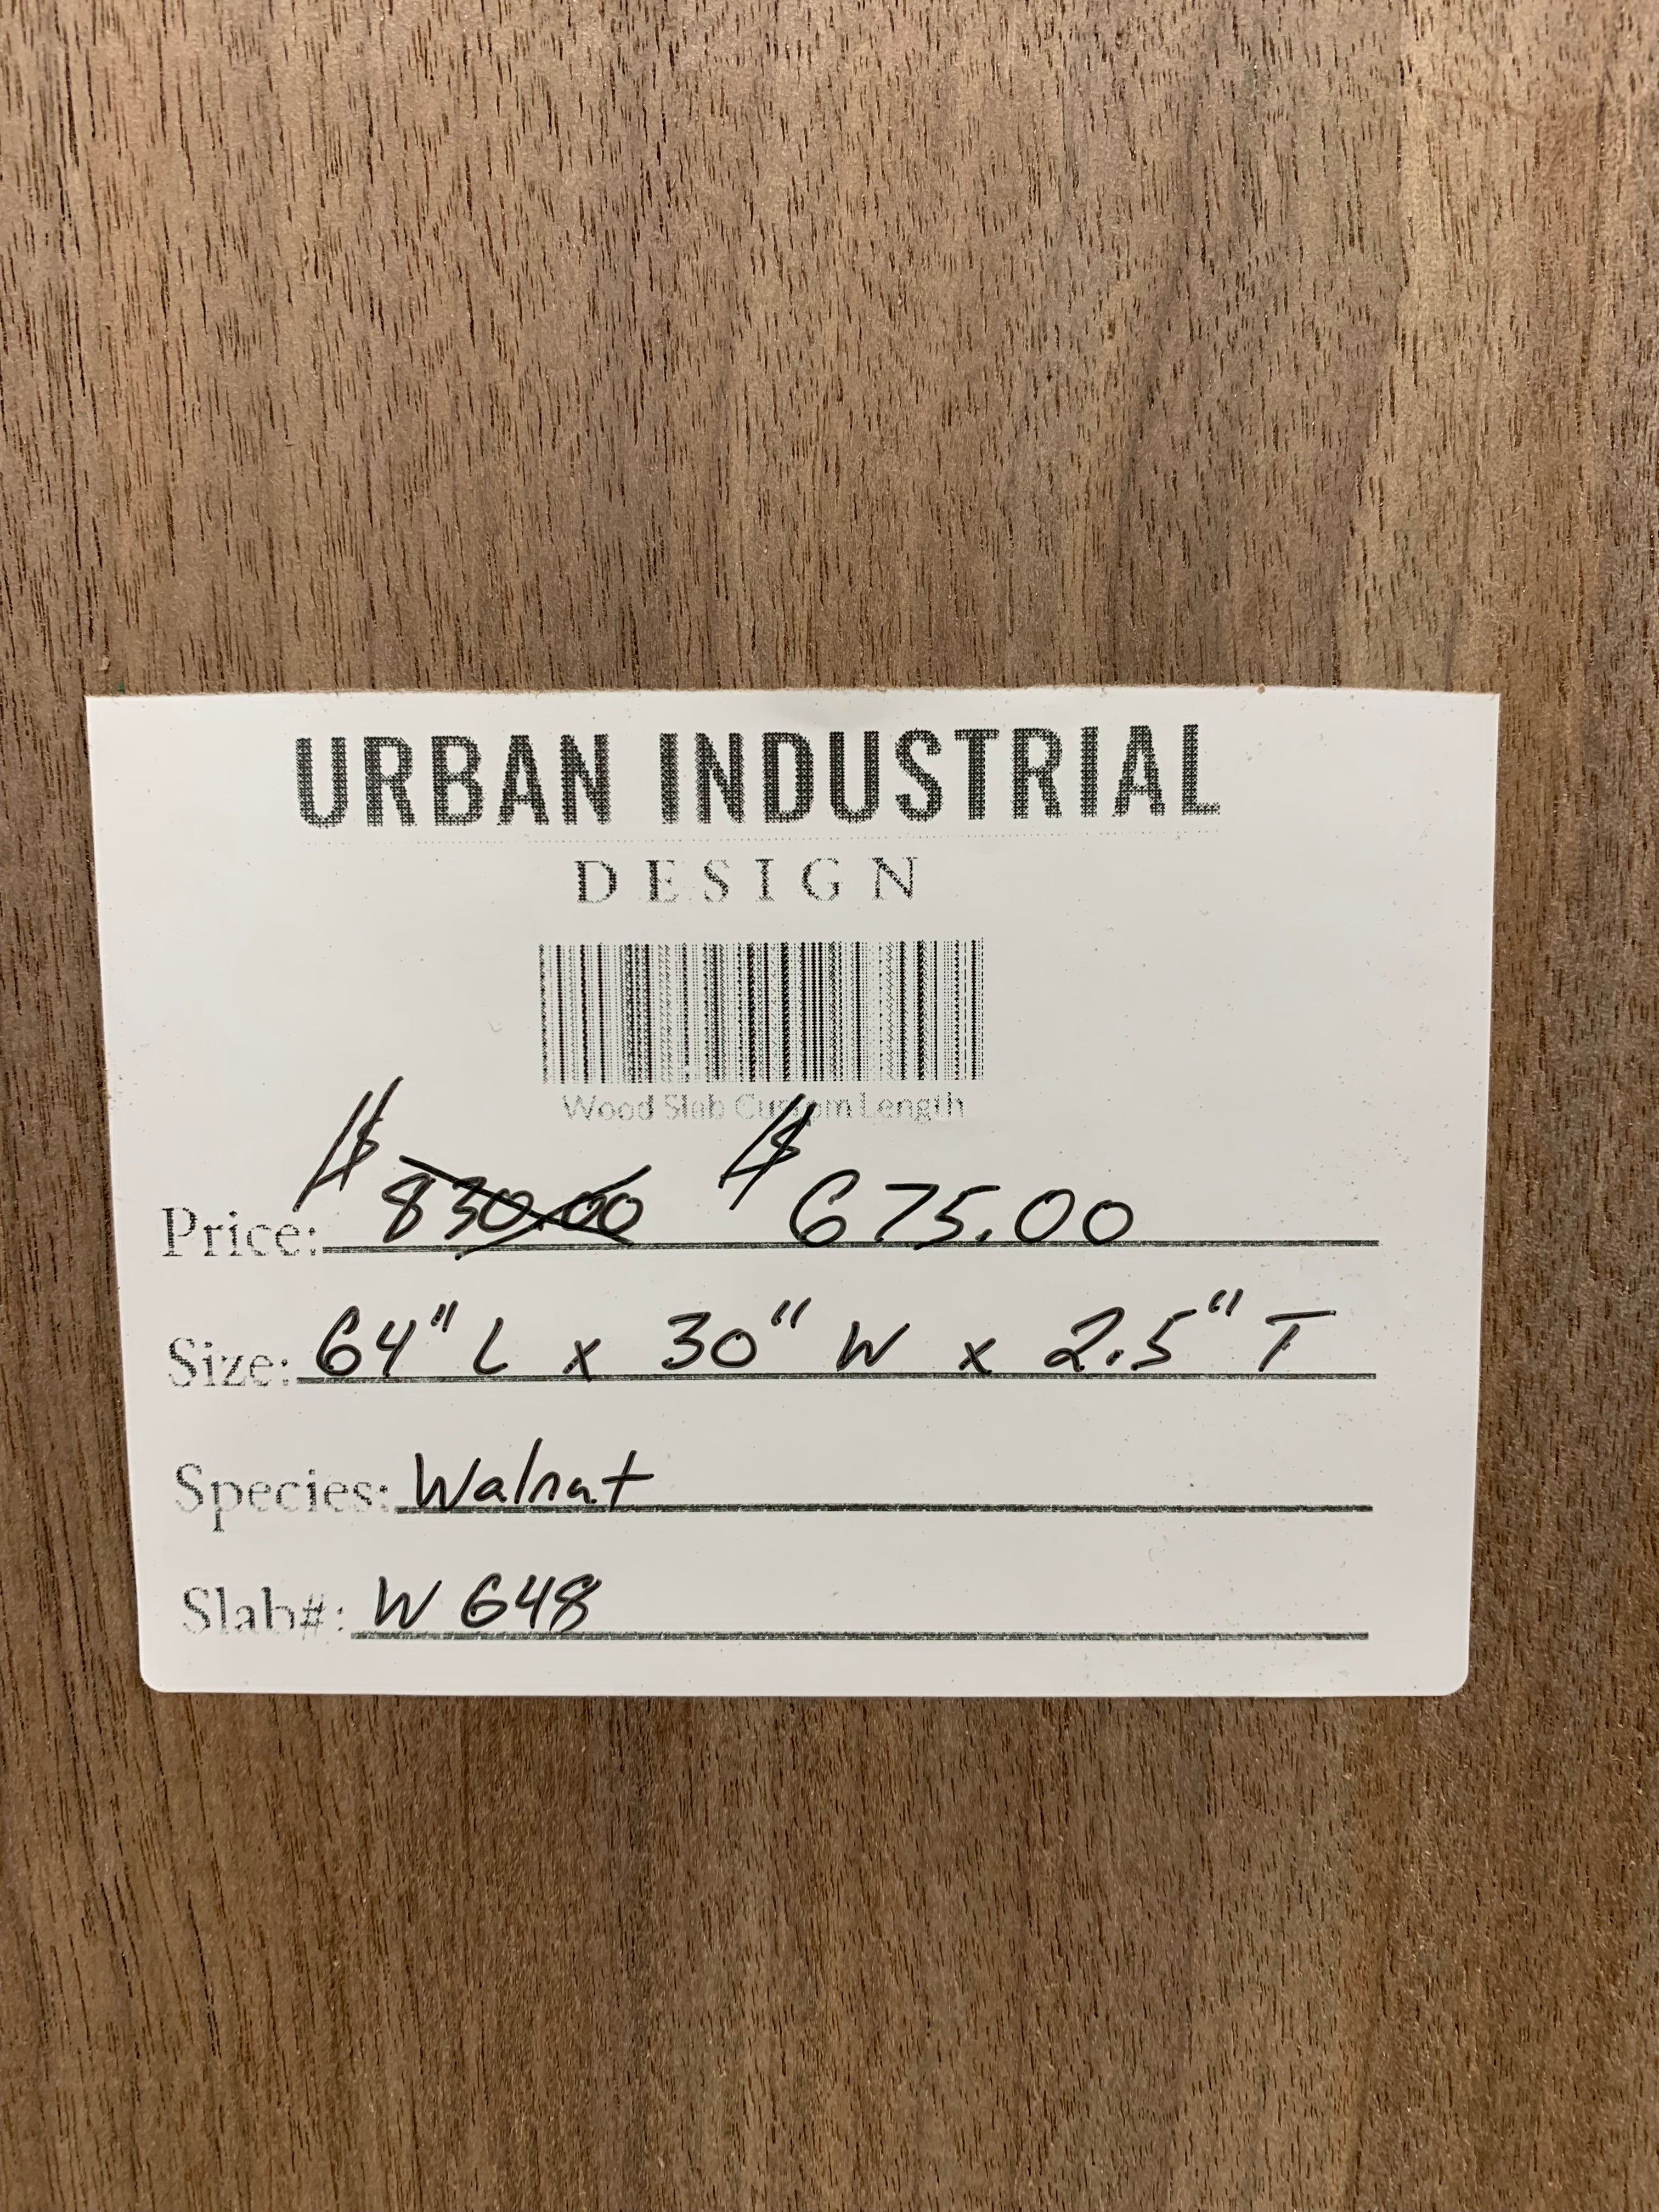 URBAN INDUSTRIAL
DESIGN
Wood Slab Custom Length
Price: $830.00 $675.00
Size: 64" L x 30" W x 2.5" T
Species: Walnut
Slab#: W 648